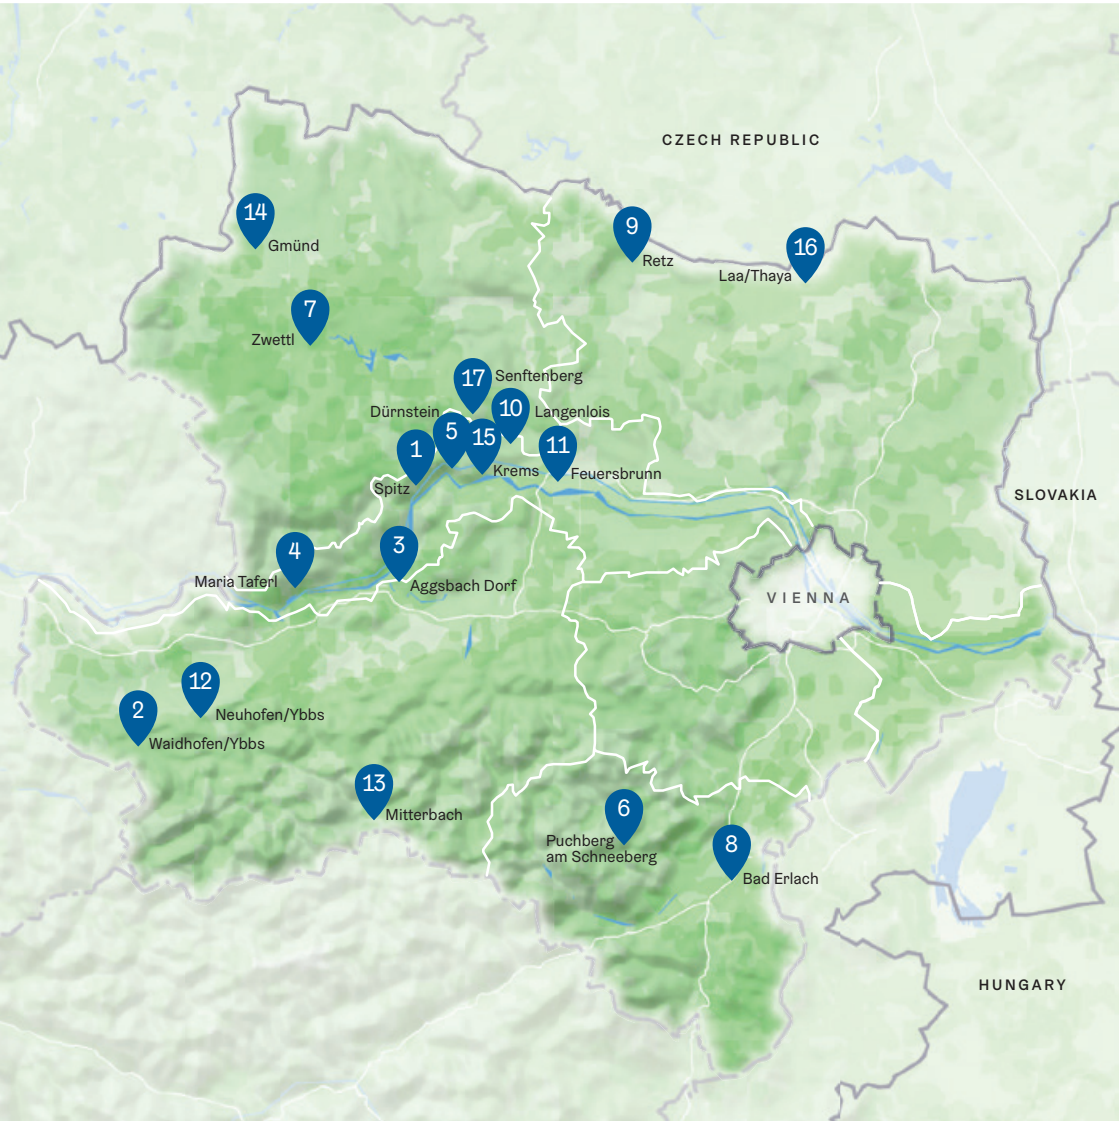 CZECH REPUBLIC
14
Gmünd
9
Retz
16
Laa/Thaya
7
Zwettl
17
Senftenberg
10
Langenlois
Dürnstein
5
15
Krems
11
Feuersbrunn
1
Spitz
SLOVAKIA
4
Maria Taferl
3
Aggsbach Dorf
VIENNA
12
Neuhofen/Ybbs
2
Waidhofen/Ybbs
13
Mitterbach
6
Puchberg
am Schneeberg
8
Bad Erlach
HUNGARY